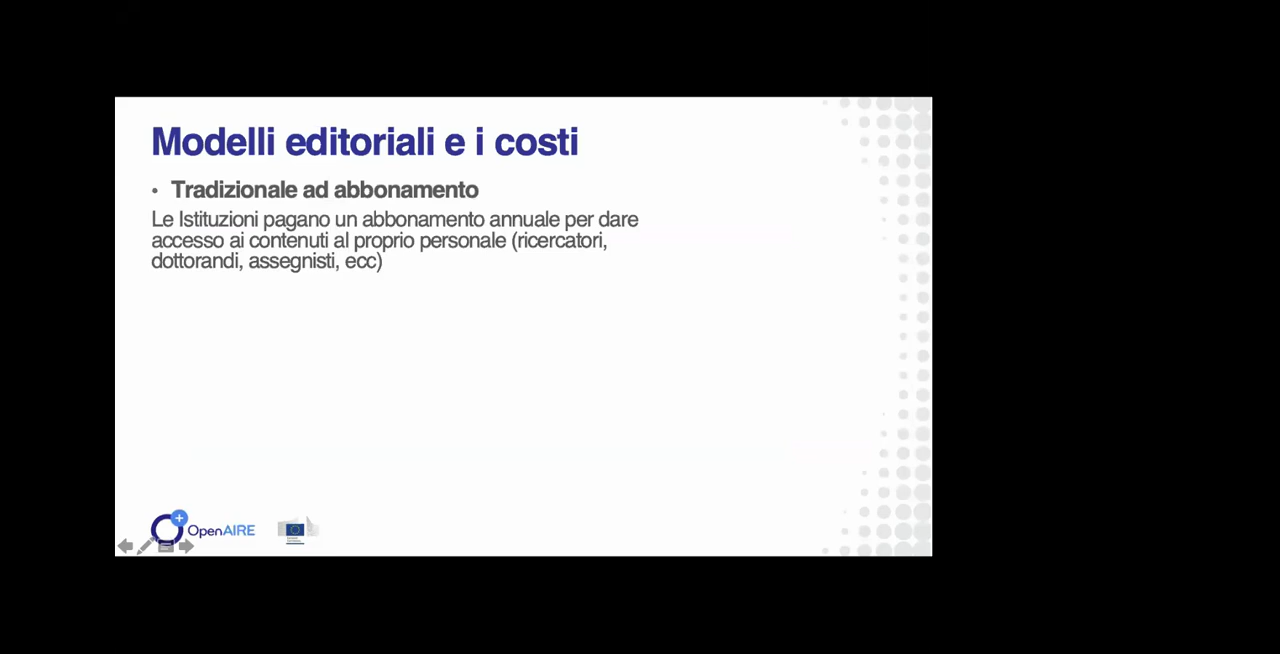 Modelli editoriali e i costi
• Tradizionale ad abbonamento
Le Istituzioni pagano un abbonamento annuale per dare
accesso ai contenuti al proprio personale (ricercatori,
dottorandi, assegnisti, ecc)
OpenAIRE